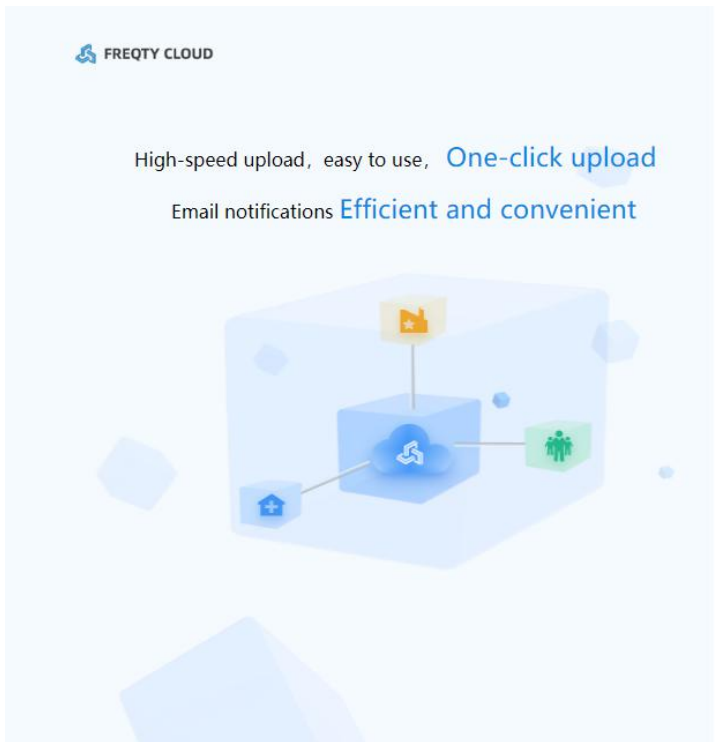 FREQTY CLOUD
High-speed upload，easy to use， One-click upload
Email notifications Efficient and convenient